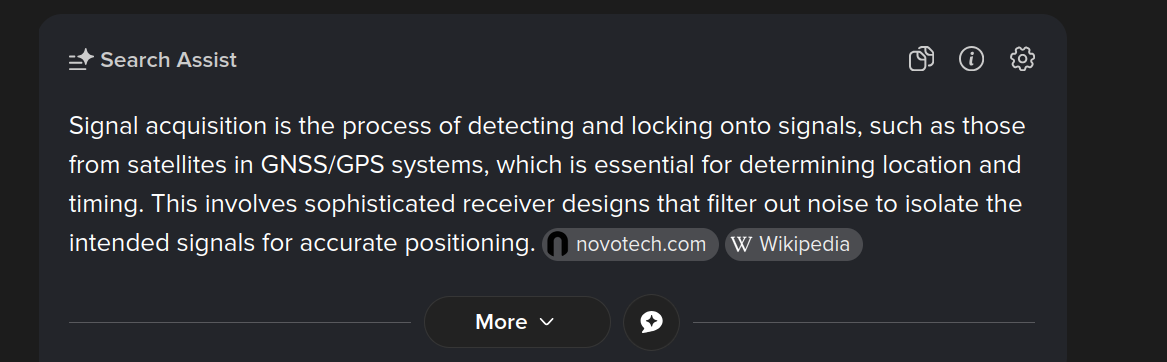 Search Assist
Signal acquisition is the process of detecting and locking onto signals, such as those
from satellites in GNSS/GPS systems, which is essential for determining location and
timing. This involves sophisticated receiver designs that filter out noise to isolate the
intended signals for accurate positioning. novotech.com W Wikipedia
More